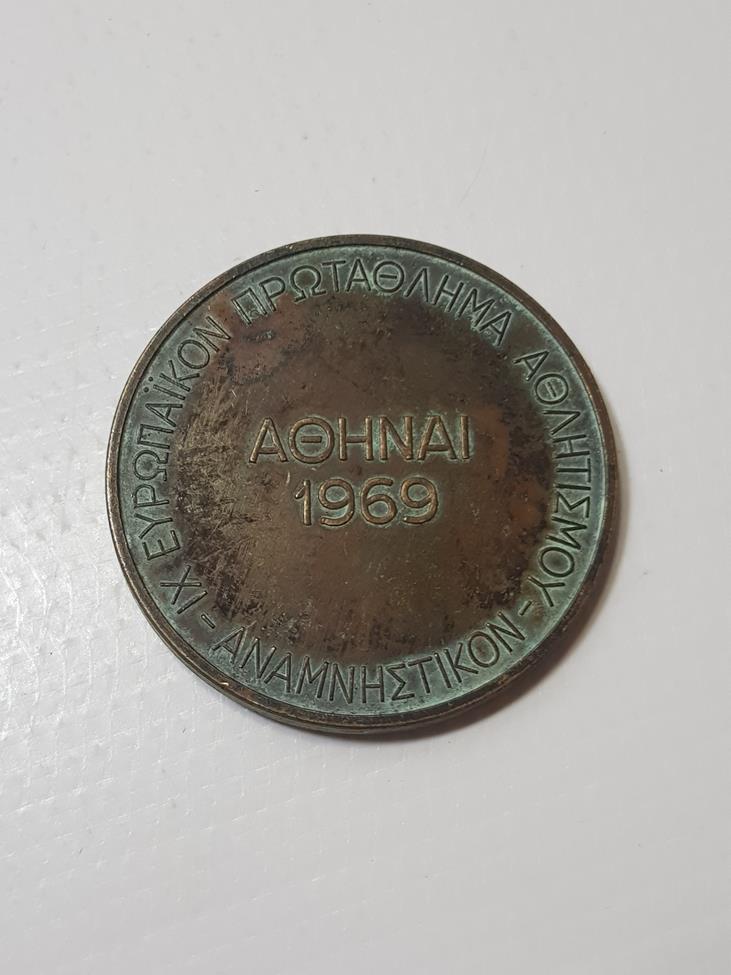 ΙΧ ΕΥΡΩΠΑΪΚΟΝ ΠΡΩΤΑΘΛΗΜΑ ΑΘΛΗΤΙΣΜΟΥ
- ΑΝΑΜΝΗΣΤΙΚΟΝ -
ΑΘΗΝΑΙ
1969